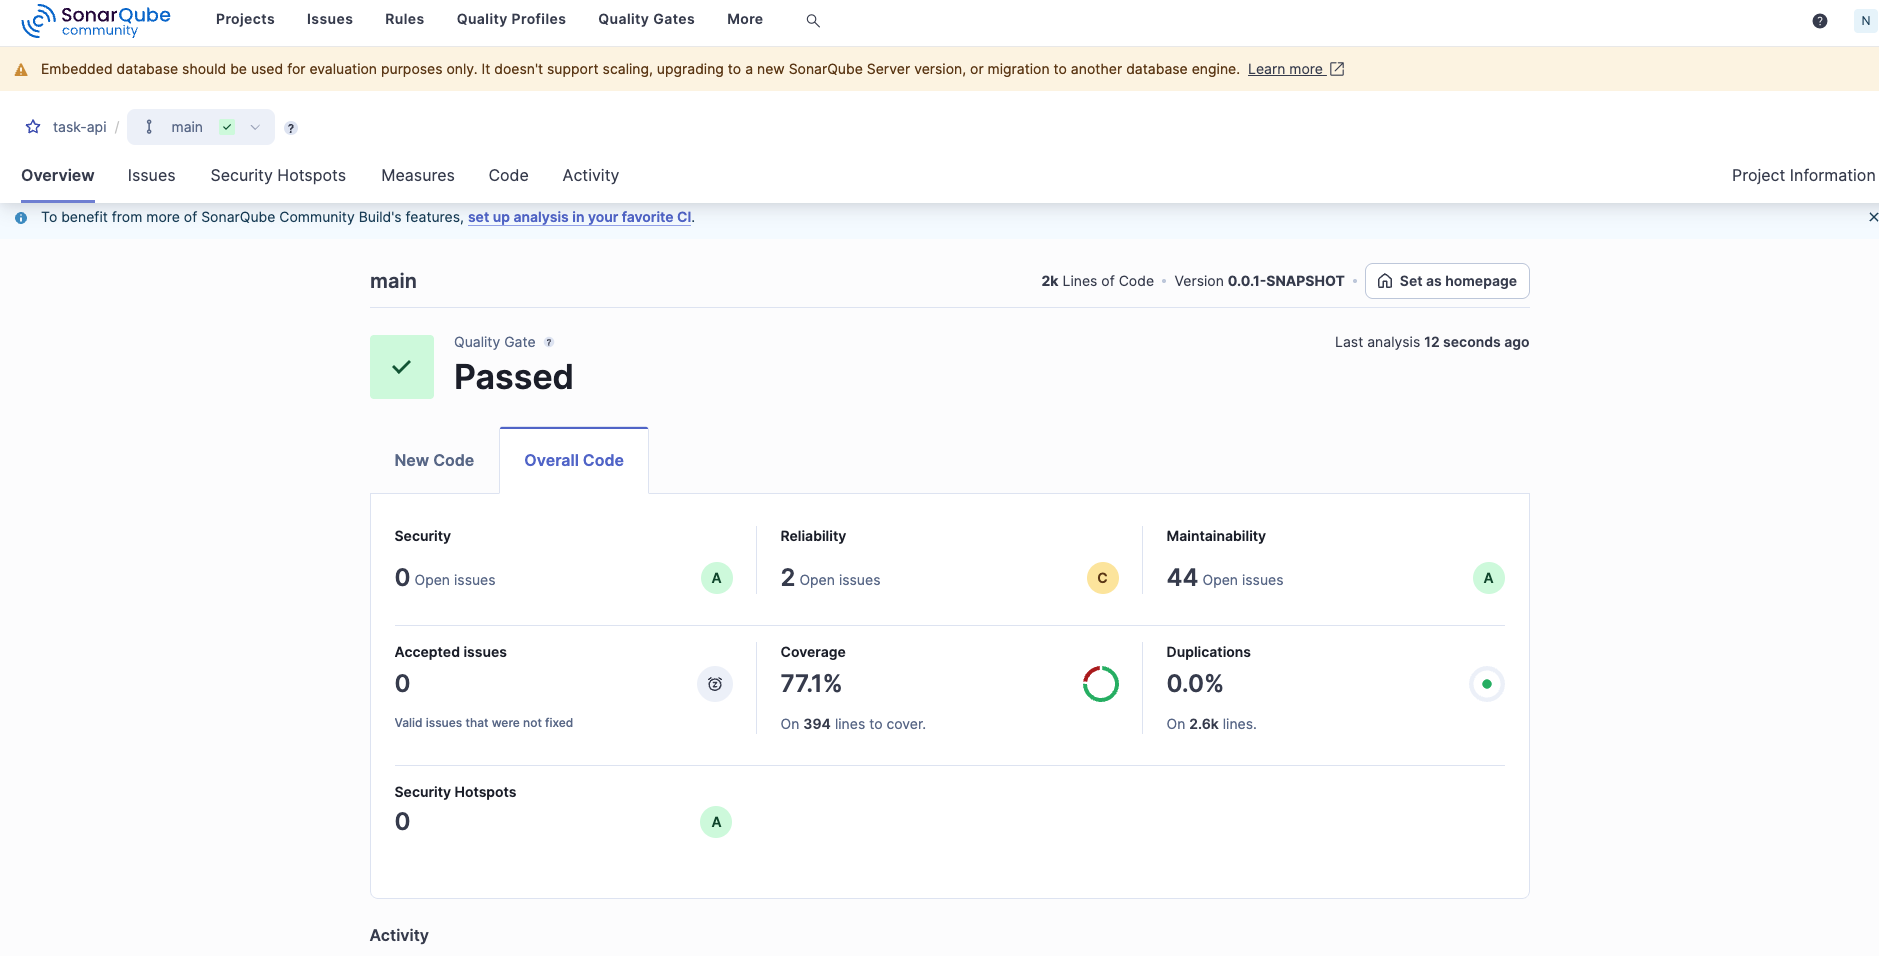 SonarQube
community
Projects
Issues
Rules
Quality Profiles
Quality Gates
More
?
N
Embedded database should be used for evaluation purposes only. It doesn't support scaling, upgrading to a new SonarQube Server version, or migration to another database engine. Learn more
task-api / main ?
Overview
Issues
Security Hotspots
Measures
Code
Activity
Project Information
To benefit from more of SonarQube Community Build's features, set up analysis in your favorite CI.
main
2k Lines of Code • Version 0.0.1-SNAPSHOT •
Set as homepage
Quality Gate ?
Last analysis 12 seconds ago
Passed
New Code
Overall Code
Security
0 Open issues
A
Reliability
2 Open issues
C
Maintainability
44 Open issues
A
Accepted issues
0
Valid issues that were not fixed
Coverage
77.1%
On 394 lines to cover.
Duplications
0.0%
On 2.6k lines.
Security Hotspots
0
A
Activity